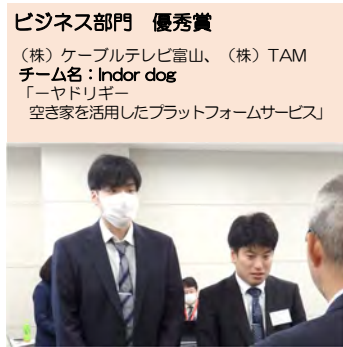 ビジネス部門　優秀賞
（株）ケーブルテレビ富山、（株）TAM
チーム名：Indor dog
「－ヤドリギー
空き家を活用したプラットフォームサービス」